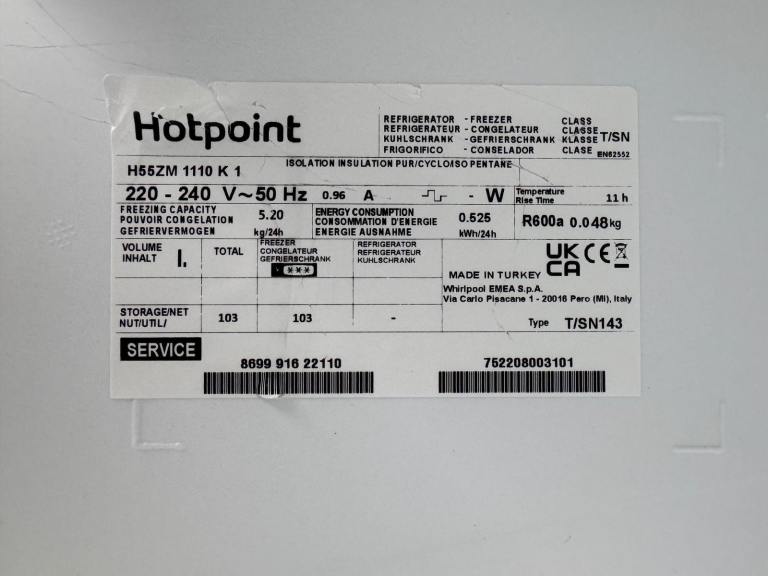 Hotpoint
REFRIGERATOR - FREEZER CLASS
REFRIGERATEUR - CONGELATEUR CLASSE
KUHLSCHRANK - GEFRIERSCHRANK KLASSE T/SN
FRIGORIFICO - CONSELADOR CLASE EN62552
ISOLATION INSULATION PUR/CYCLO/ISO PENTANE
H55ZM 1110 K 1
220 - 240 V~50 Hz 0.96 A - W
Temperature
Rise Time 11 h
FREEZING CAPACITY
POUVOIR CONGELATION 5.20
GEFRIERVERMOGEN kg/24h
ENERGY CONSUMPTION
CONSOMMATION D'ENERGIE 0.525
ENERGIE AUSNAHME kWh/24h
R600a 0.048kg
VOLUME
INHALT l.
TOTAL
FREEZER
CONGELATEUR
GEFRIERSCHRANK
***
REFRIGERATOR
REFRIGERATEUR
KUHLSCHRANK
UK
CA CE
MADE IN TURKEY
Whirlpool EMEA S.p.A.
Via Carlo Pisacane 1 - 20016 Pero (MI), Italy
STORAGE/NET
NUT/UTIL/ 103 103 -
Type T/SN143
SERVICE
8699 916 22110
752208003101